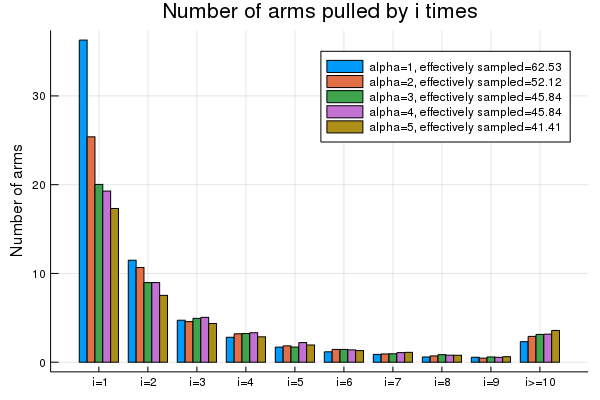 Number of arms pulled by i times
alpha=1, effectively sampled=62.53
alpha=2, effectively sampled=52.12
alpha=3, effectively sampled=45.84
alpha=4, effectively sampled=45.84
alpha=5, effectively sampled=41.41
Number of arms
30
20
10
0
i=1 i=2 i=3 i=4 i=5 i=6 i=7 i=8 i=9 i>=10